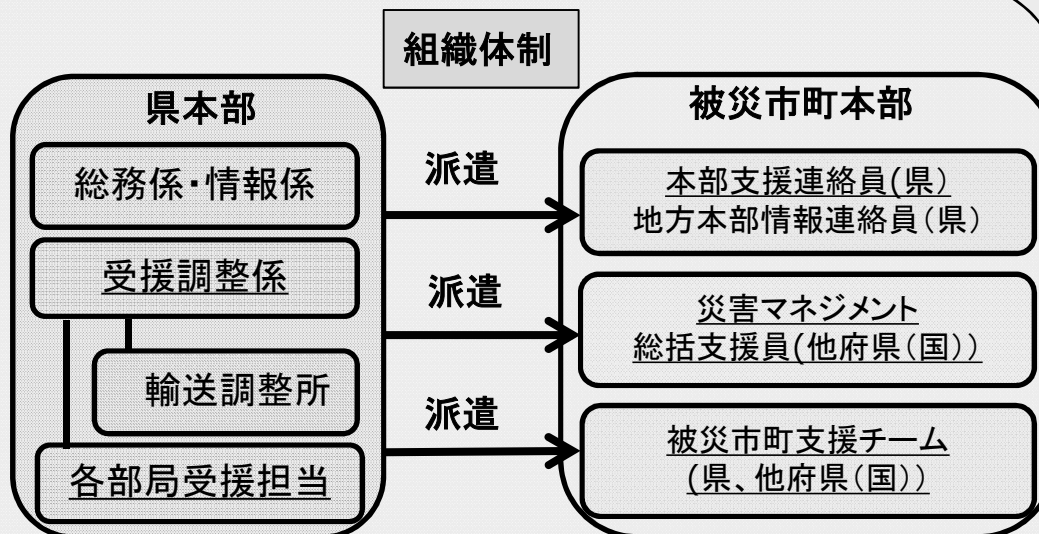 組織体制
県本部
総務係・情報係
受援調整係
輸送調整所
各部局受援担当
派遣
派遣
派遣
被災市町本部
本部支援連絡員(県)
地方本部情報連絡員(県)
災害マネジメント
総括支援員(他府県(国))
被災市町支援チーム
(県、他府県(国))